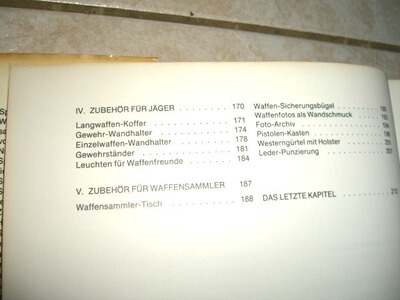 IV. ZUBEHÖR FÜR JÄGER 170
Langwaffen-Koffer 171
Gewehr-Wandhalter 174
Einzelwaffen-Wandhalter 178
Gewehrständer 181
Leuchten für Waffenfreunde 184
V. ZUBEHÖR FÜR WAFFENSAMMLER 187
Waffensammler-Tisch 188
Waffen-Sicherungsbügel
Waffenfotos als Wandschmuck
Foto-Archiv
Pistolen-Kasten
Westerngürtel mit Holster
Leder-Punzierung
DAS LETZTE KAPITEL